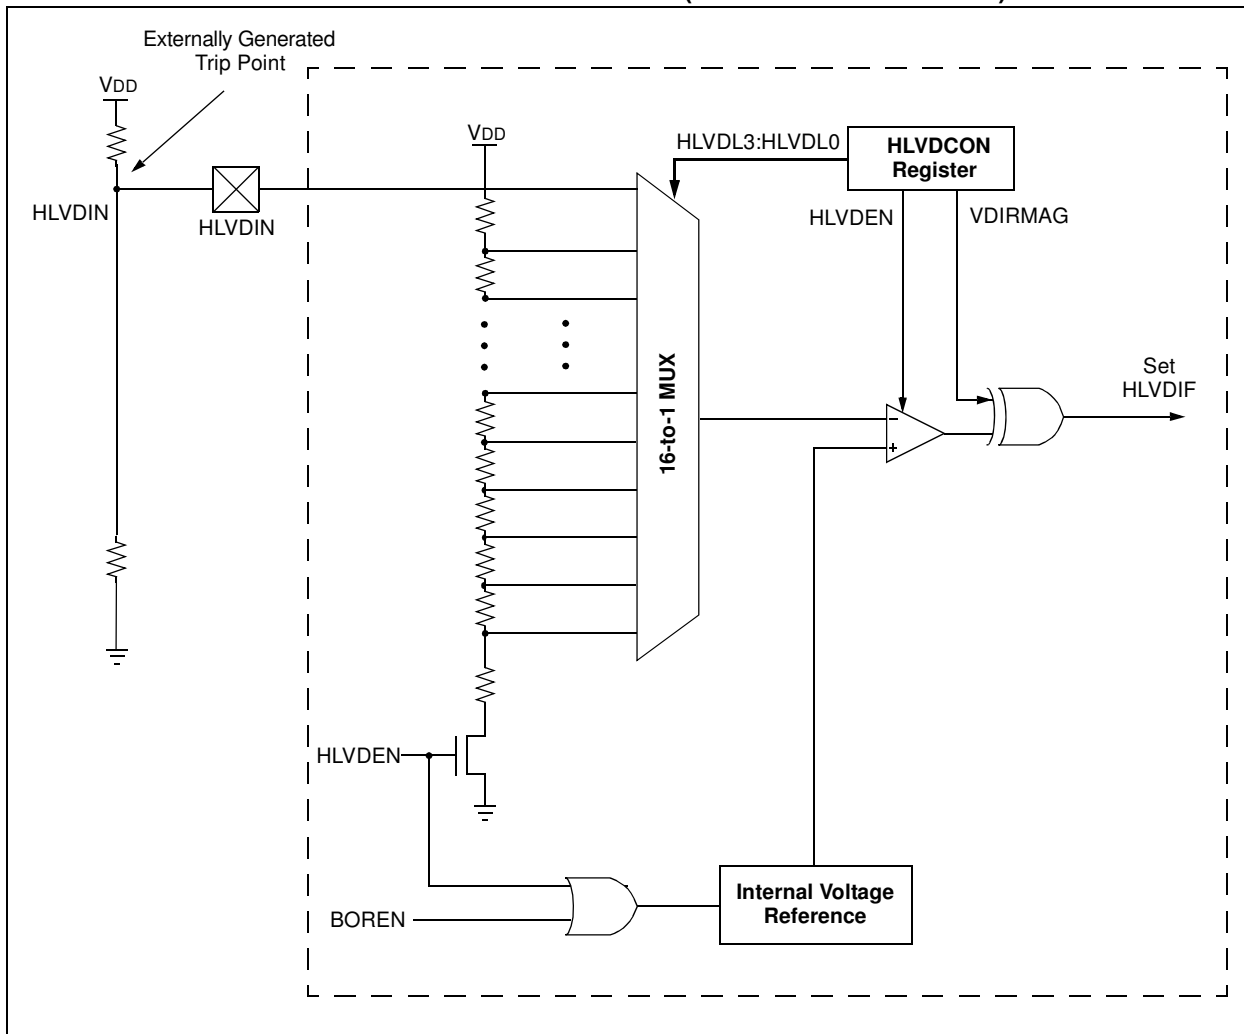 Externally Generated
Trip Point
VDD
VDD
HLVDL3:HLVDL0
HLVDCON
Register
HLVDEN
VDIRMAG
HLVDIN
HLVDIN
16-to-1 MUX
Set
HLVDIF
HLVDEN
BOREN
Internal Voltage
Reference